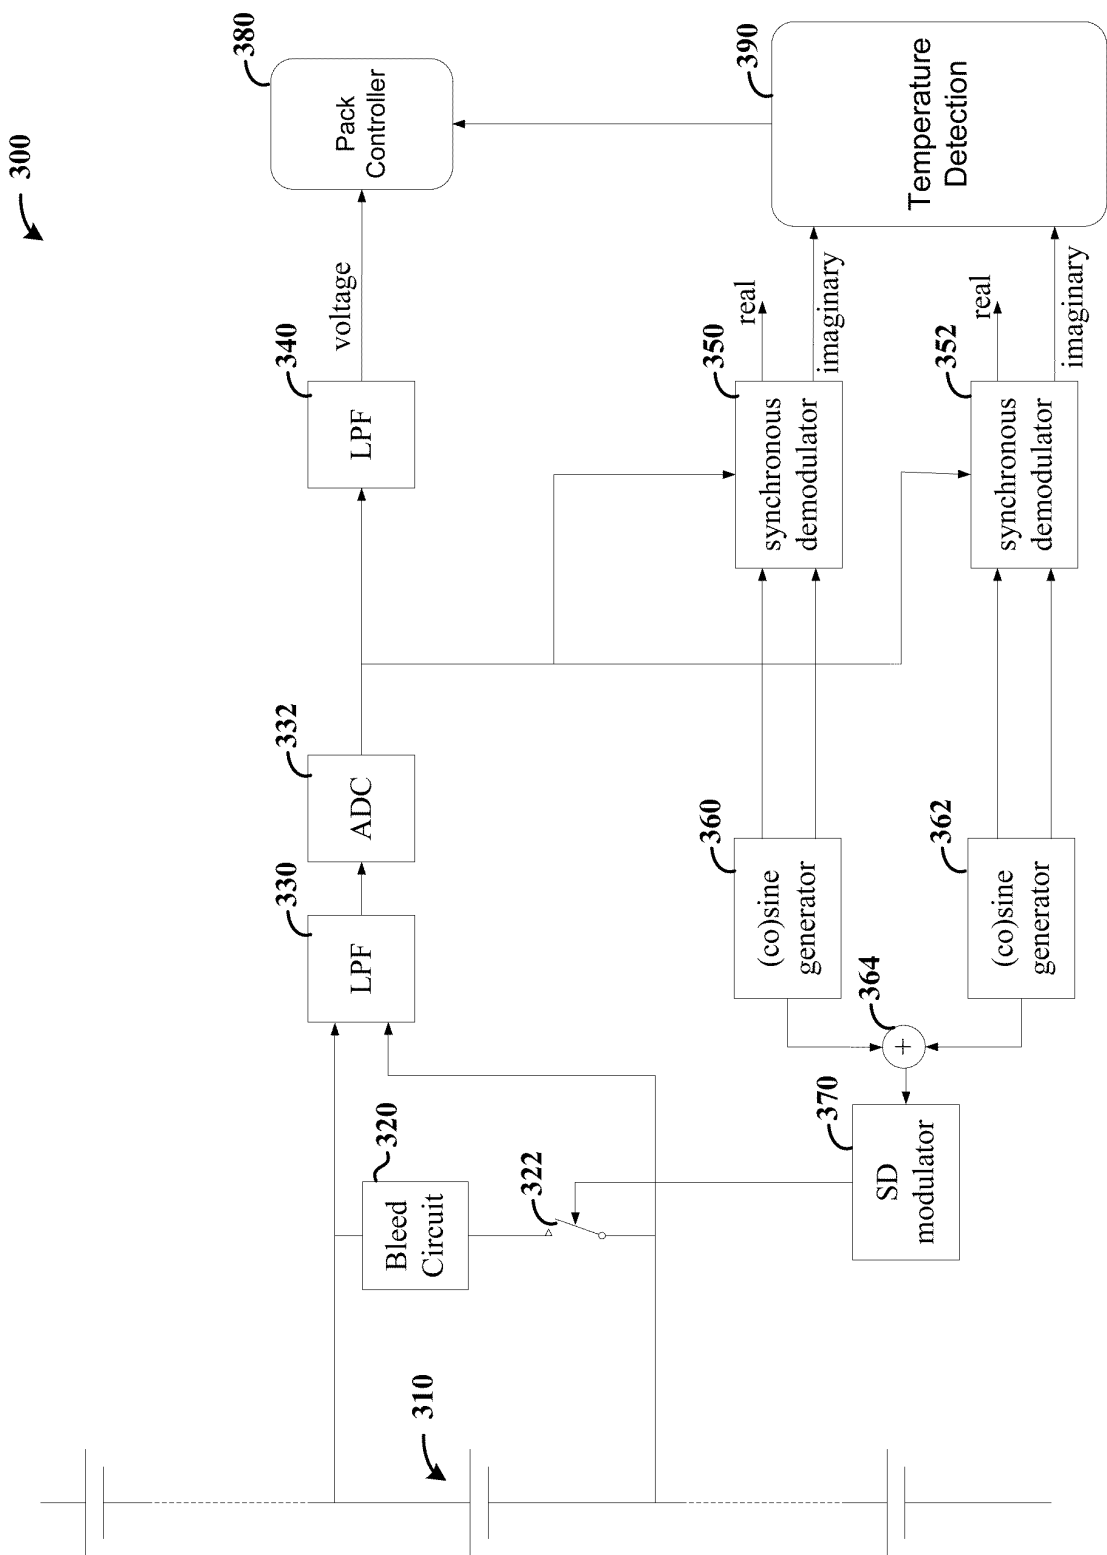 300
380
Pack
Controller
390
Temperature
Detection
voltage
340
LPF
real
imaginary
350
synchronous
demodulator
real
imaginary
352
synchronous
demodulator
332
ADC
330
LPF
360
(co)sine
generator
362
(co)sine
generator
364
+
370
SD
modulator
320
Bleed
Circuit
322
310